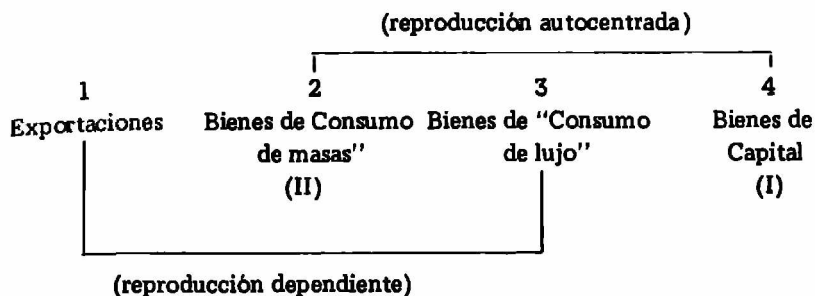 (reproducción autocentrada)
1 2 3 4
Exportaciones Bienes de Consumo Bienes de "Consumo Bienes de
de masas" de lujo" Capital
(II) (I)
(reproducción dependiente)